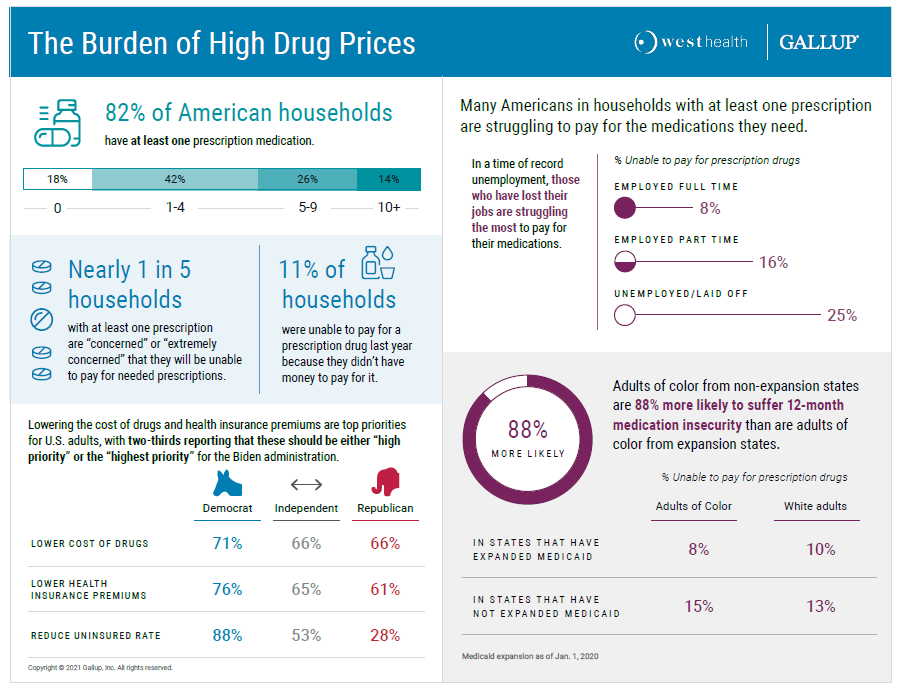 The Burden of High Drug Prices
westhealth
GALLUP®
82% of American households
have at least one prescription medication.
18% 42% 26% 14%
0 1-4 5-9 10+
Nearly 1 in 5
households
with at least one prescription
are “concerned” or “extremely
concerned” that they will be unable
to pay for needed prescriptions.
11% of
households
were unable to pay for a
prescription drug last year
because they didn’t have
money to pay for it.
Lowering the cost of drugs and health insurance premiums are top priorities
for U.S. adults, with two-thirds reporting that these should be either “high
priority” or the “highest priority” for the Biden administration.
Democrat Independent Republican
LOWER COST OF DRUGS 71% 66% 66%
LOWER HEALTH
INSURANCE PREMIUMS 76% 65% 61%
REDUCE UNINSURED RATE 88% 53% 28%
Copyright © 2021 Gallup, Inc. All rights reserved.
Many Americans in households with at least one prescription
are struggling to pay for the medications they need.
In a time of record
unemployment, those
who have lost their
jobs are struggling
the most to pay for
their medications.
% Unable to pay for prescription drugs
EMPLOYED FULL TIME
8%
EMPLOYED PART TIME
16%
UNEMPLOYED/LAID OFF
25%
88%
MORE LIKELY
Adults of color from non-expansion states
are 88% more likely to suffer 12-month
medication insecurity than are adults of
color from expansion states.
% Unable to pay for prescription drugs
Adults of Color White adults
IN STATES THAT HAVE
EXPANDED MEDICAID 8% 10%
IN STATES THAT HAVE
NOT EXPANDED MEDICAID 15% 13%
Medicaid expansion as of Jan. 1, 2020